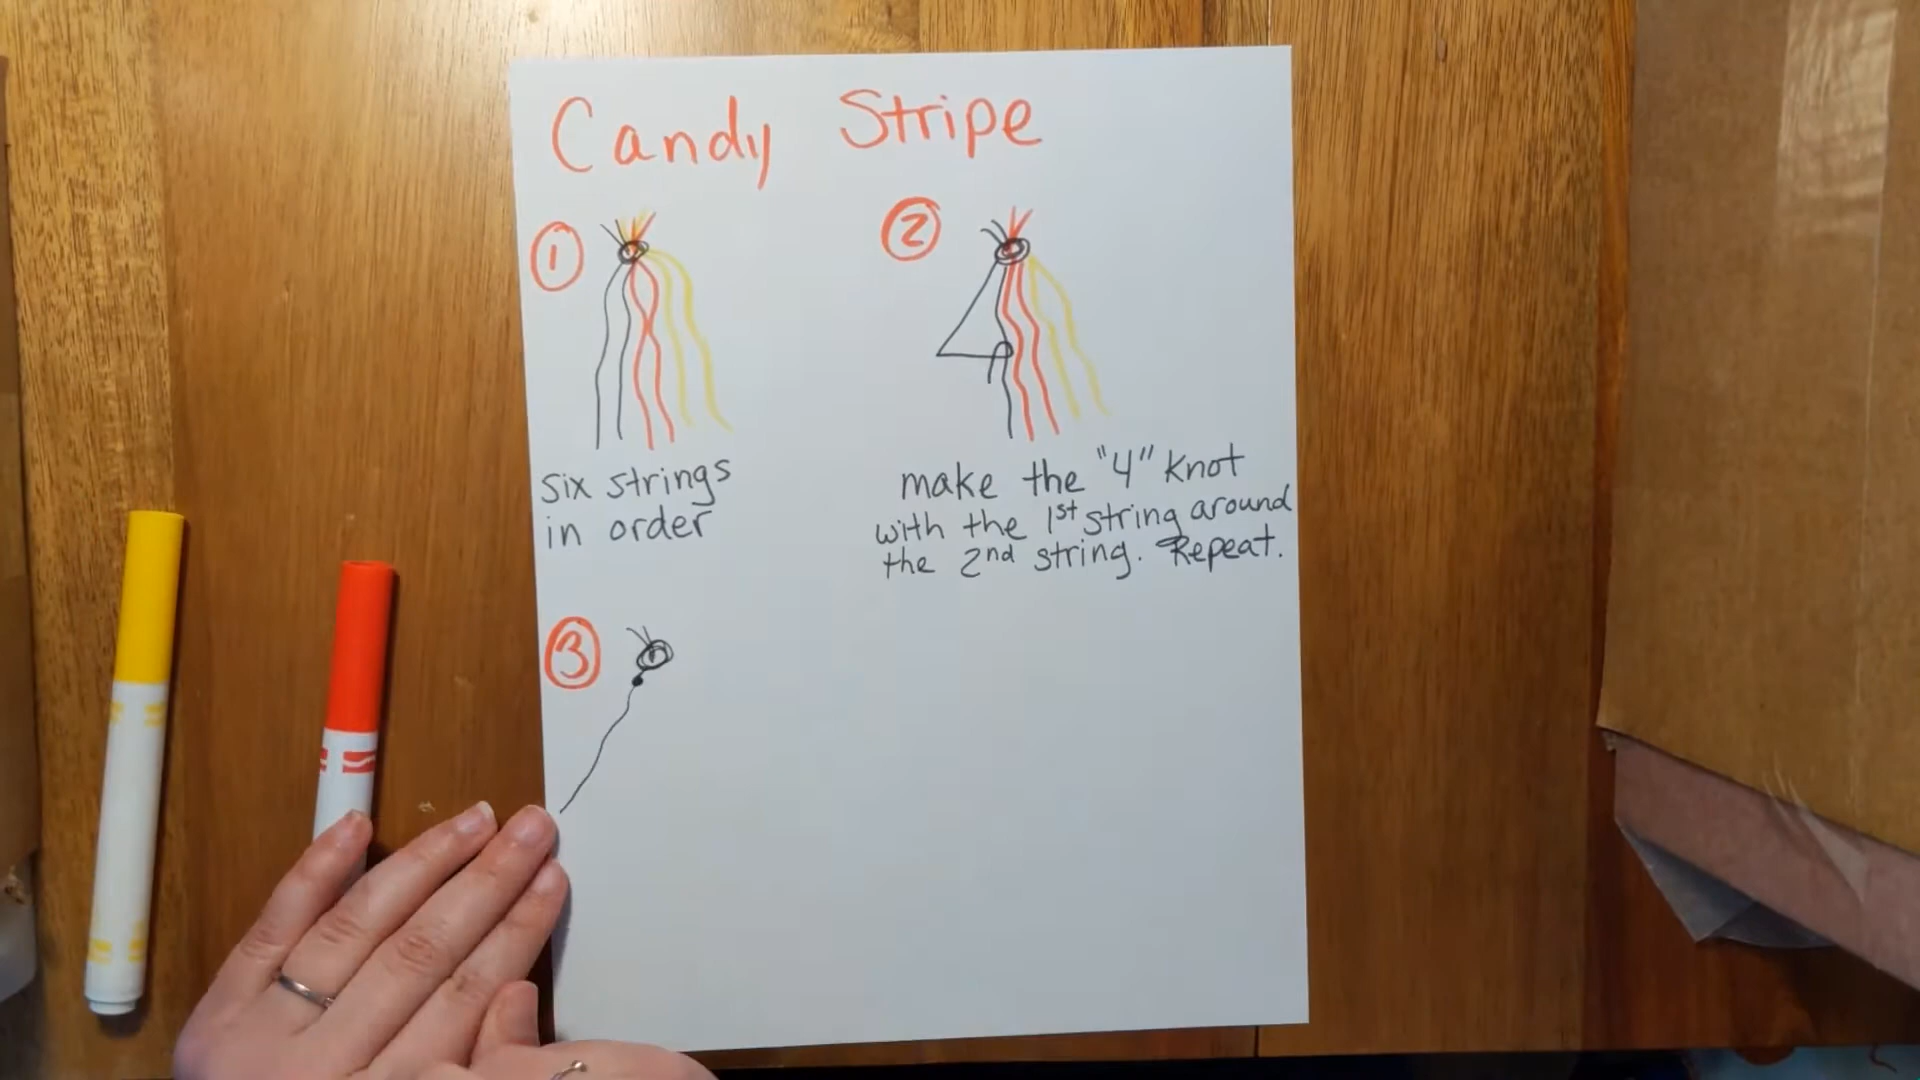 Candy Stripe
1
2
six strings
in order
make the "4" knot
with the 1st string around
the 2nd string. Repeat.
3